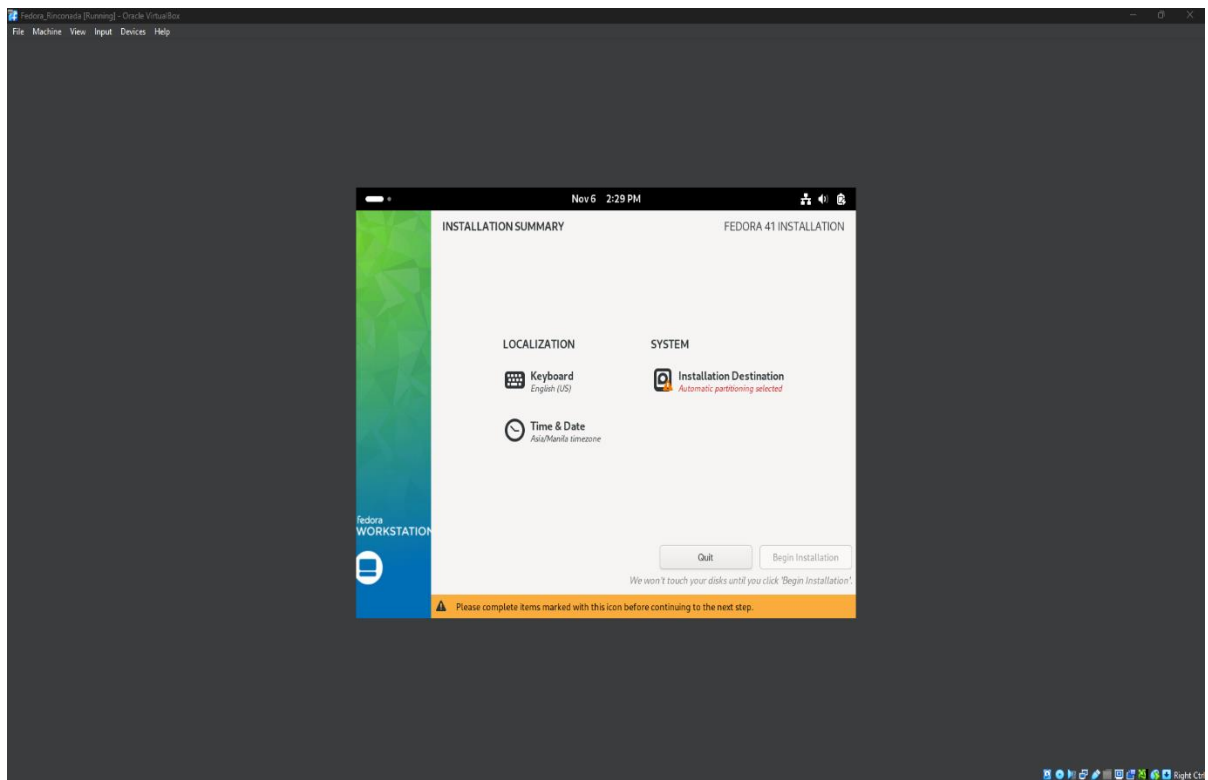 Fedora_Rinconada [Running] - Oracle VirtualBox
File Machine View Input Devices Help
Nov 6 2:29 PM
INSTALLATION SUMMARY
FEDORA 41 INSTALLATION
LOCALIZATION
SYSTEM
Keyboard
English (US)
Installation Destination
Automatic partitioning selected
Time & Date
Asia/Manila timezone
fedora
WORKSTATION
Quit
Begin Installation
We won't touch your disks until you click 'Begin Installation'.
Please complete items marked with this icon before continuing to the next step.
Right Ctrl